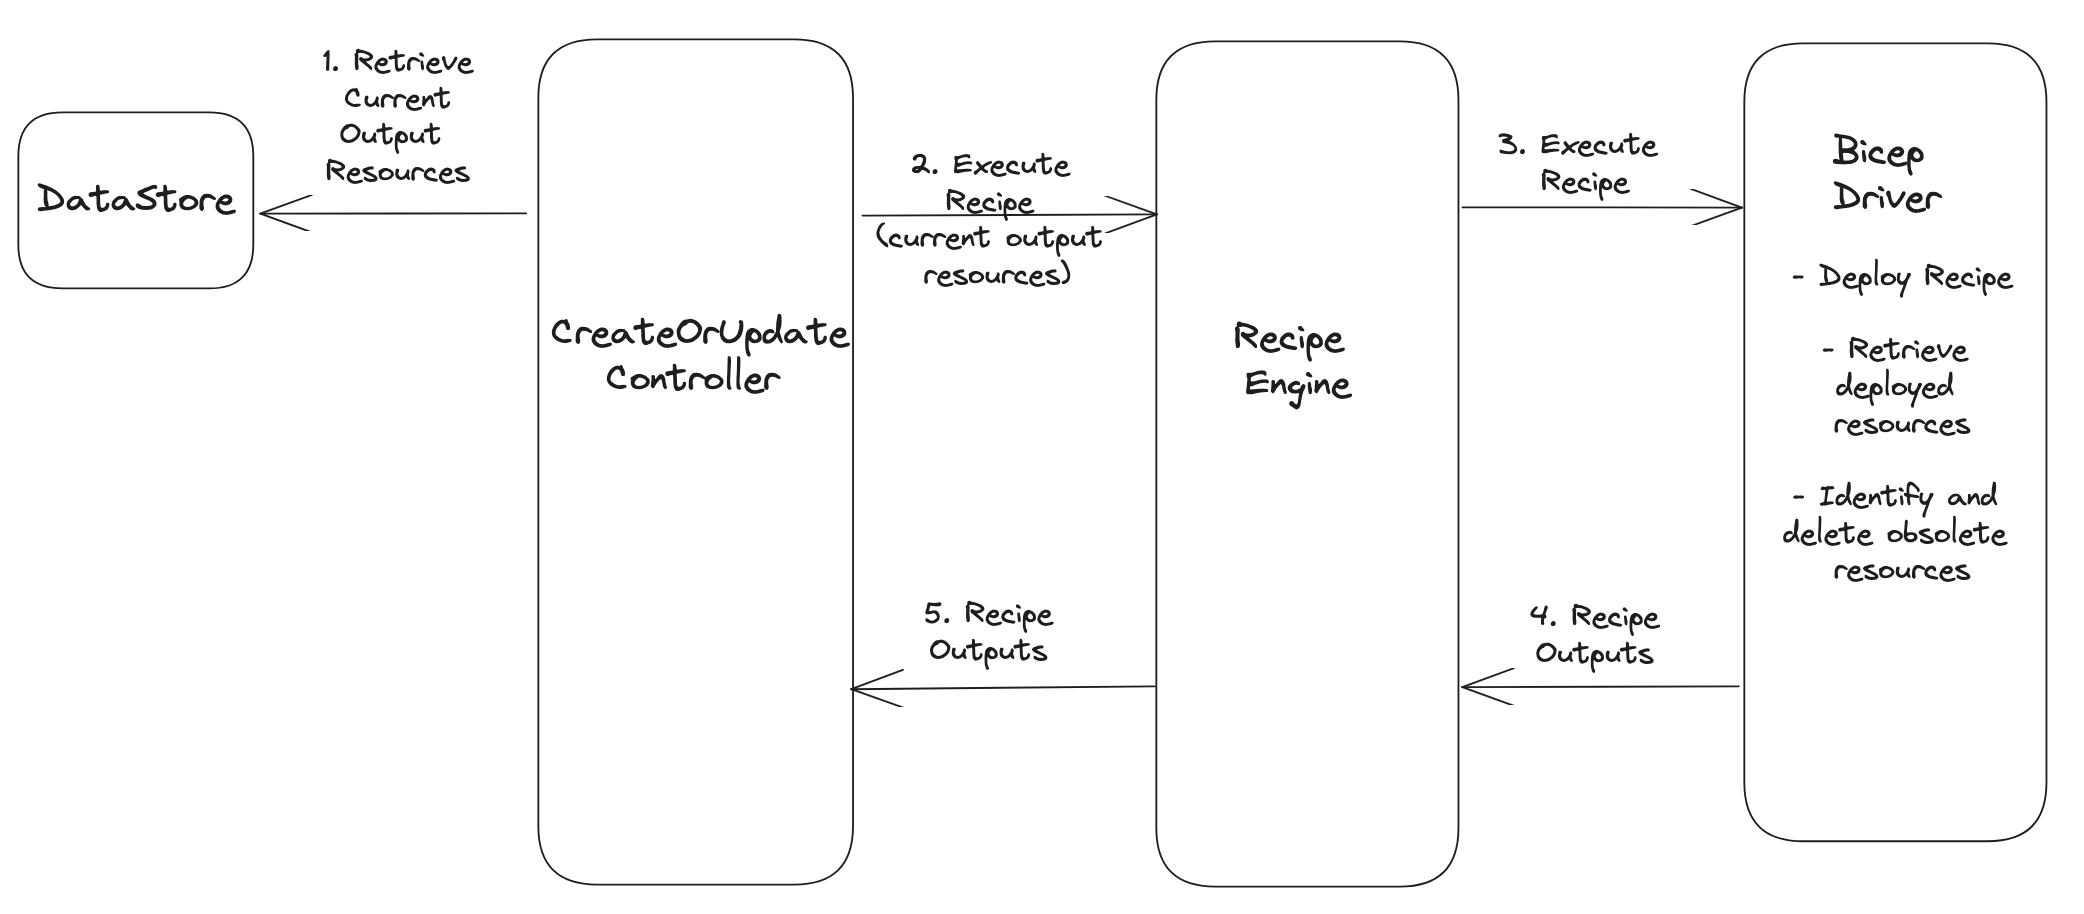 DataStore
1. Retrieve
Current
Output
Resources
CreateOrUpdate
Controller
2. Execute
Recipe
(current output
resources)
Recipe
Engine
3. Execute
Recipe
Bicep
Driver
- Deploy Recipe
- Retrieve
deployed
resources
- Identify and
delete obsolete
resources
4. Recipe
Outputs
5. Recipe
Outputs